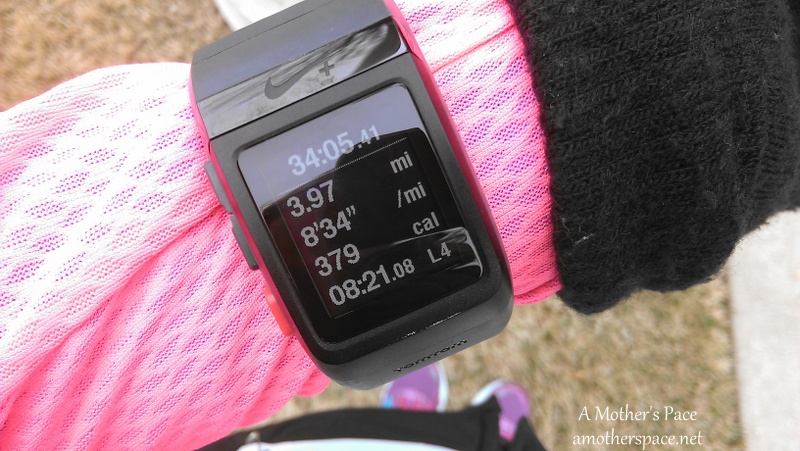 +
34:05.41
3.97 mi
8'34" /mi
379 cal
08:21.08 L4
TOMTOM
A Mother's Pace
amotherspace.net